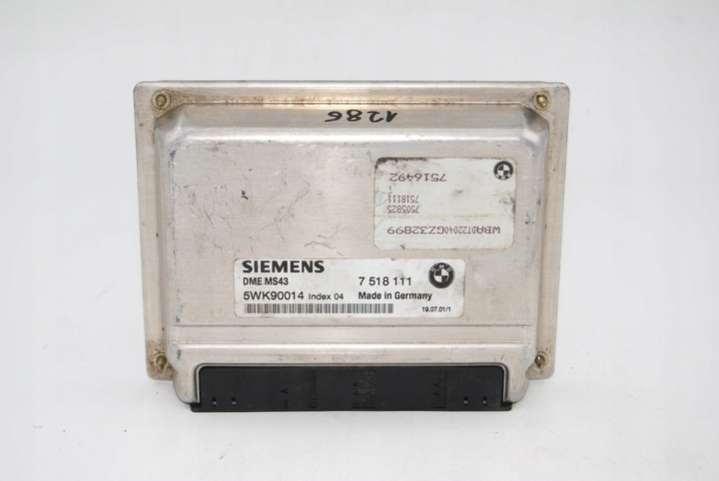 1286
7516492
7518111
7505825
WBADT22040GZ32899
SIEMENS
DME MS43
7 518 111
5WK90014 Index 04
Made in Germany
19.07.01/1